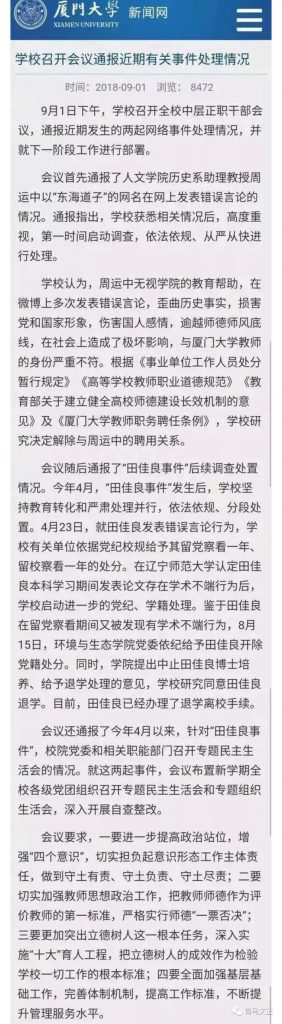 厦门大学
XIAMEN UNIVERSITY
新闻网
学校召开会议通报近期有关事件处理情况
时间：2018-09-01 浏览： 8472
9月1日下午，学校召开全校中层正职干部会
议，通报近期发生的两起网络事件处理情况，并
就下一阶段工作进行部署。
会议首先通报了人文学院历史系助理教授周
运中以“东海道子”的网名在网上发表错误言论的
情况。通报指出，学校获悉相关情况后，高度重
视，第一时间启动调查，依法依规、从严从快进
行处理。
学校认为，周运中无视学院的教育帮助，在
微博上多次发表错误言论，歪曲历史事实，损害
党和国家形象，伤害国人感情，逾越师德师风底
线，在社会上造成了极坏影响，与厦门大学教师
的身份严重不符。根据《事业单位工作人员处分
暂行规定》《高等学校教师职业道德规范》《教
育部关于建立健全高校师德建设长效机制的意
见》及《厦门大学教师职务聘任条例》，学校研
究决定解除与周运中的聘用关系。
会议随后通报了“田佳良事件”后续调查处置
情况。今年4月，“田佳良事件”发生后，学校坚
持教育转化和严肃处理并行，依法依规、分段处
置。4月23日，就田佳良发表错误言论行为，学
校有关单位依据党纪校规给予其留党察看一年、
留校察看一年的处分。在辽宁师范大学认定田佳
良本科学习期间发表论文存在学术不端行为后，
学校启动进一步的党纪、学籍处理。鉴于田佳良
在留党察看期间又被发现有学术不端行为，8月
15日，环境与生态学院党委依纪给予田佳良开除
党籍处分。同时，学院提出中止田佳良博士培
养、给予退学处理的意见，学校研究同意田佳良
退学。目前，田佳良已经办理了退学离校手续。
会议还通报了今年4月以来，针对“田佳良事
件”，校院党委和相关职能部门召开专题民主生
活会的情况。就这两起事件，会议布置新学期全
校各级党团组织召开专题民主生活会和专题组织
生活会，深入开展自查整改。
会议要求，一要进一步提高政治站位，增
强“四个意识”，切实担负起意识形态工作主体责
任，做到守土有责、守土负责、守土尽责；二要
切实加强教师思想政治工作，把教师师德作为评
价教师的第一标准，严格实行师德“一票否决”；
三要更加突出立德树人这一根本任务，深入实
施“十大”育人工程，把立德树人的成效作为检验
学校一切工作的根本标准；四要全面加强基层基
础工作，完善体制机制，提高工作标准，不断提
升管理服务水平。